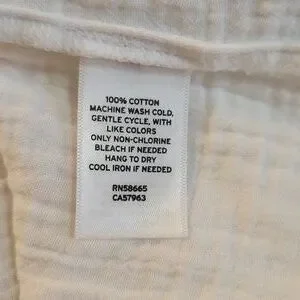 100% COTTON
MACHINE WASH COLD,
GENTLE CYCLE, WITH
LIKE COLORS
ONLY NON-CHLORINE
BLEACH IF NEEDED
HANG TO DRY
COOL IRON IF NEEDED
RN58665
CA57963